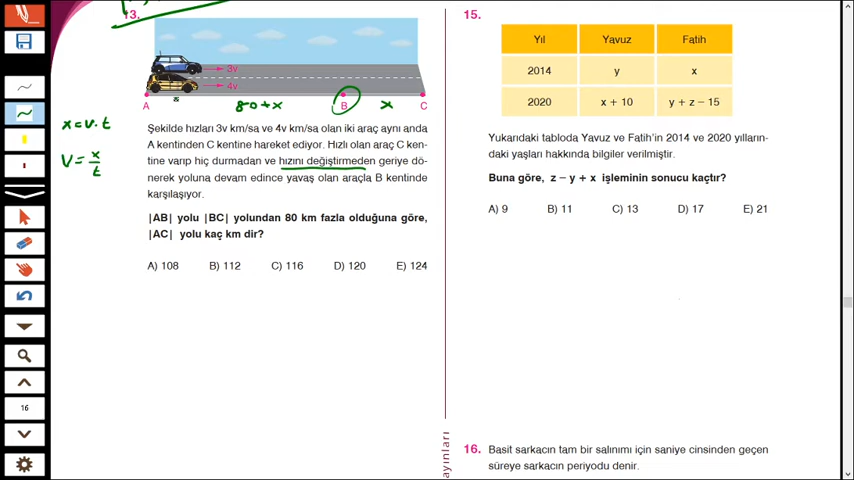 13.
3v
4v
A
80+x
B
x
C
x = v . t
V = x/t
Şekilde hızları 3v km/sa ve 4v km/sa olan iki araç aynı anda
A kentinden C kentine hareket ediyor. Hızlı olan araç C ken-
tine varıp hiç durmadan ve hızını değiştirmeden geriye dö-
nerek yoluna devam edince yavaş olan araçla B kentinde
karşılaşıyor.
|AB| yolu |BC| yolundan 80 km fazla olduğuna göre,
|AC| yolu kaç km dir?
A) 108 B) 112 C) 116 D) 120 E) 124
15.
Yıl Yavuz Fatih
2014 y x
2020 x + 10 y + z – 15
Yukarıdaki tabloda Yavuz ve Fatih'in 2014 ve 2020 yılların-
daki yaşları hakkında bilgiler verilmiştir.
Buna göre, z – y + x işleminin sonucu kaçtır?
A) 9 B) 11 C) 13 D) 17 E) 21
ayınları
16. Basit sarkacın tam bir salınımı için saniye cinsinden geçen
süreye sarkacın periyodu denir.
16